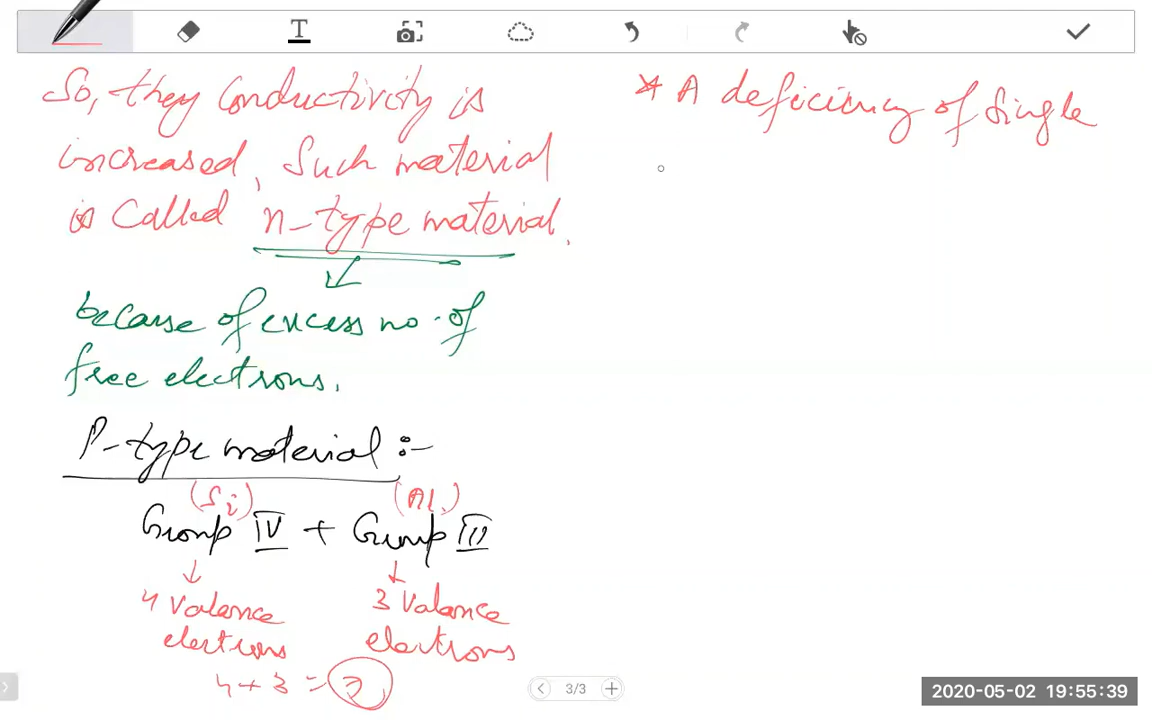 So, they Conductivity is
increased, Such material
is Called n-type material.
because of excess no. of
free electrons.
P-type material :-
(Si) (Al)
Group IV + Group III
4 Valance 3 Valance
electrons electrons
4 + 3 = 7
* A deficiency of Single
T
3/3
2020-05-02 19:55:39